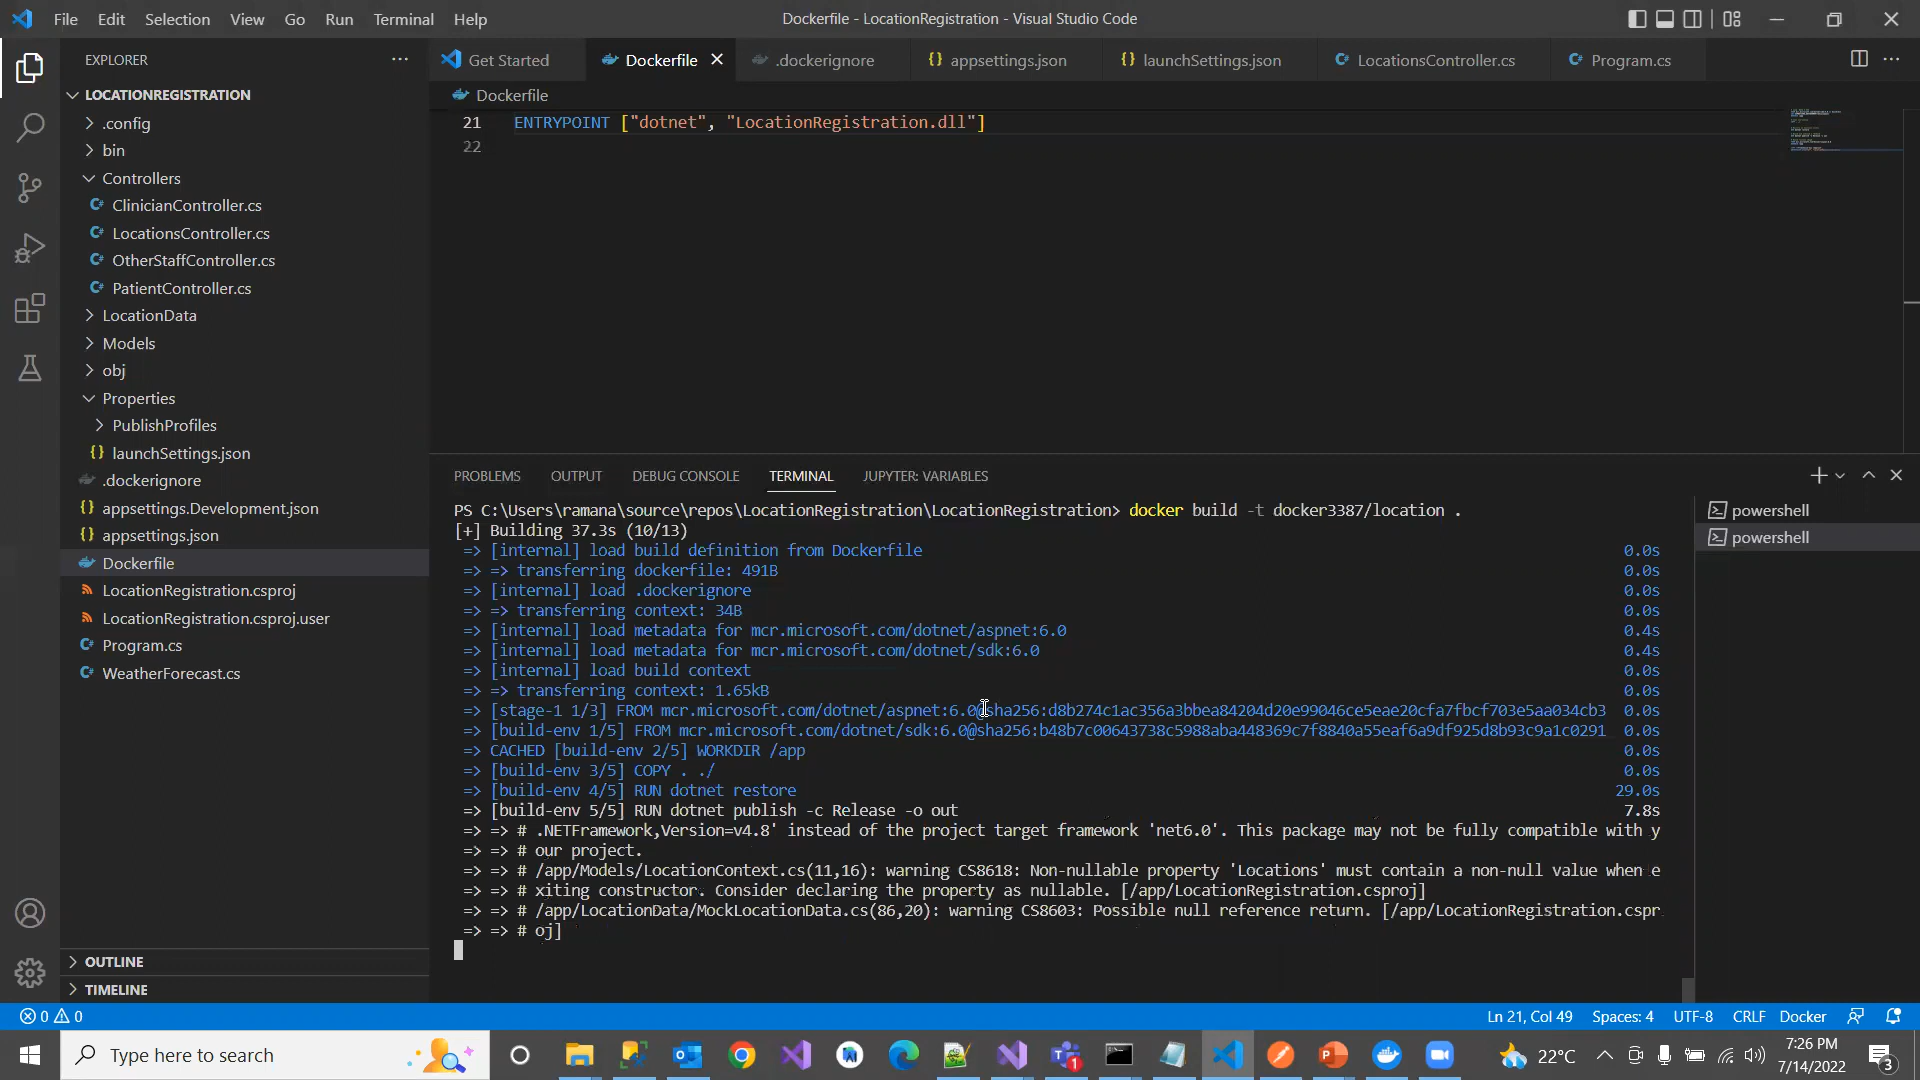 File Edit Selection View Go Run Terminal Help
Dockerfile - LocationRegistration - Visual Studio Code
EXPLORER
Get Started
Dockerfile
.dockerignore
appsettings.json
launchSettings.json
LocationsController.cs
Program.cs
LOCATIONREGISTRATION
.config
bin
Controllers
ClinicianController.cs
LocationsController.cs
OtherStaffController.cs
PatientController.cs
LocationData
Models
obj
Properties
PublishProfiles
launchSettings.json
.dockerignore
appsettings.Development.json
appsettings.json
Dockerfile
LocationRegistration.csproj
LocationRegistration.csproj.user
Program.cs
WeatherForecast.cs
OUTLINE
TIMELINE
Dockerfile
21 ENTRYPOINT ["dotnet", "LocationRegistration.dll"]
22
PROBLEMS OUTPUT DEBUG CONSOLE TERMINAL JUPYTER: VARIABLES
PS C:\Users\ramana\source\repos\LocationRegistration\LocationRegistration> docker build -t docker3387/location .
[+] Building 37.3s (10/13)
=> [internal] load build definition from Dockerfile 0.0s
=> => transferring dockerfile: 491B 0.0s
=> [internal] load .dockerignore 0.0s
=> => transferring context: 34B 0.0s
=> [internal] load metadata for mcr.microsoft.com/dotnet/aspnet:6.0 0.4s
=> [internal] load metadata for mcr.microsoft.com/dotnet/sdk:6.0 0.4s
=> [internal] load build context 0.0s
=> => transferring context: 1.65kB 0.0s
=> [stage-1 1/3] FROM mcr.microsoft.com/dotnet/aspnet:6.0@sha256:d8b274c1ac356a3bbea84204d20e99046ce5eae20cfa7fbcf703e5aa034cb3 0.0s
=> [build-env 1/5] FROM mcr.microsoft.com/dotnet/sdk:6.0@sha256:b48b7c00643738c5988aba448369c7f8840a55eaf6a9df925d8b93c9a1c0291 0.0s
=> CACHED [build-env 2/5] WORKDIR /app 0.0s
=> [build-env 3/5] COPY . ./ 0.0s
=> [build-env 4/5] RUN dotnet restore 29.0s
=> [build-env 5/5] RUN dotnet publish -c Release -o out 7.8s
=> => # .NETFramework,Version=v4.8' instead of the project target framework 'net6.0'. This package may not be fully compatible with y
=> => # our project.
=> => # /app/Models/LocationContext.cs(11,16): warning CS8618: Non-nullable property 'Locations' must contain a non-null value when e
=> => # xiting constructor. Consider declaring the property as nullable. [/app/LocationRegistration.csproj]
=> => # /app/LocationData/MockLocationData.cs(86,20): warning CS8603: Possible null reference return. [/app/LocationRegistration.cspr
=> => # oj]
powershell
powershell
0 0
Ln 21, Col 49 Spaces: 4 UTF-8 CRLF Docker
Type here to search
1
22°C
7:26 PM
7/14/2022
3